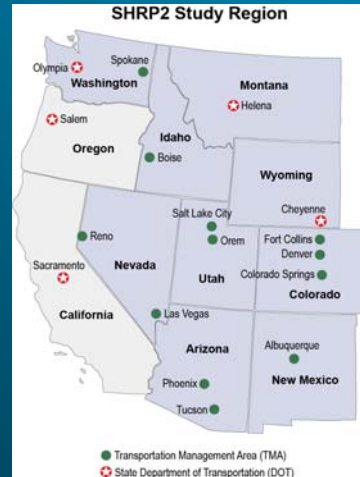 SHRP2 Study Region
Spokane
Olympia
Washington
Montana
Helena
Salem
Oregon
Idaho
Boise
Wyoming
Cheyenne
Salt Lake City
Orem
Fort Collins
Denver
Reno
Nevada
Utah
Colorado Springs
Colorado
Sacramento
California
Las Vegas
Arizona
Albuquerque
New Mexico
Phoenix
Tucson
Transportation Management Area (TMA)
State Department of Transportation (DOT)